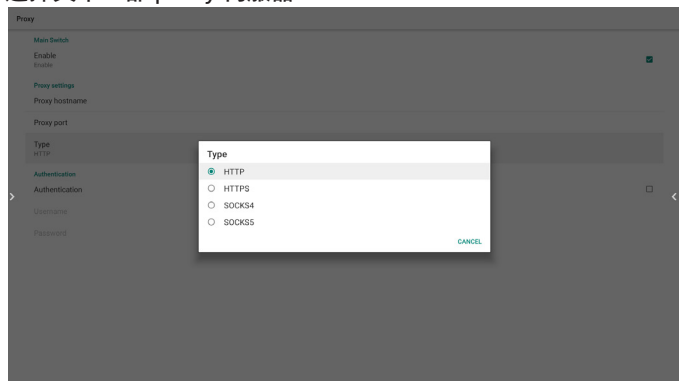 Proxy
Main Switch
Enable
Enable
Proxy settings
Proxy hostname
Proxy port
Type
HTTP
Authentication
Authentication
Username
Password
Type
HTTP
HTTPS
SOCKS4
SOCKS5
CANCEL